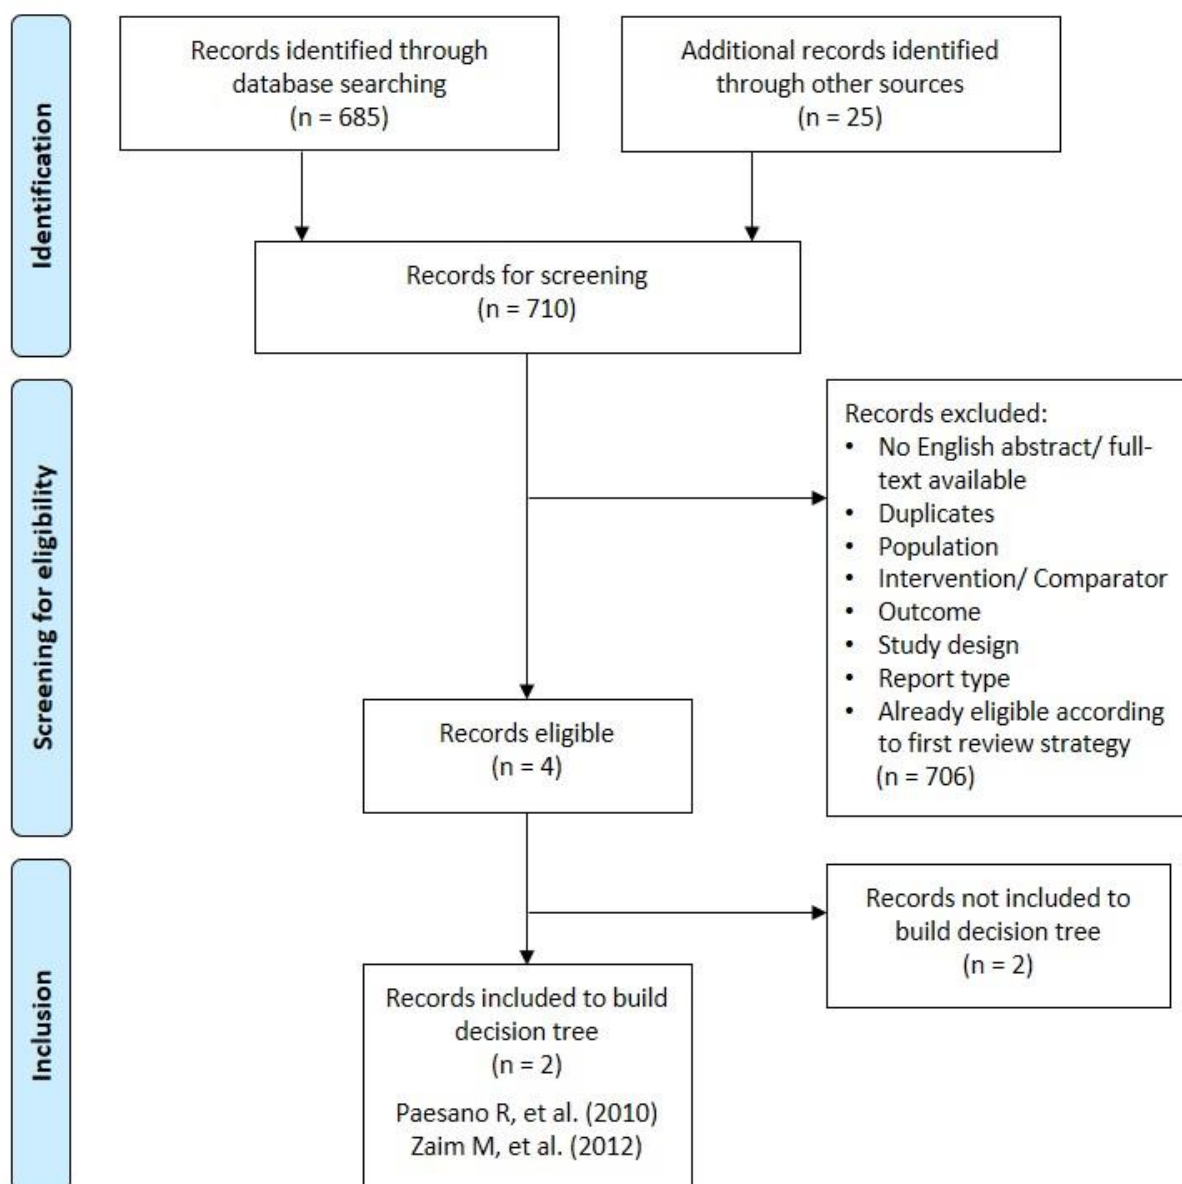 Identification
Records identified through
database searching
(n = 685)
Additional records identified
through other sources
(n = 25)
Records for screening
(n = 710)
Screening for eligibility
Records excluded:
• No English abstract/ full-
text available
• Duplicates
• Population
• Intervention/ Comparator
• Outcome
• Study design
• Report type
• Already eligible according
to first review strategy
(n = 706)
Records eligible
(n = 4)
Inclusion
Records not included to
build decision tree
(n = 2)
Records included to build
decision tree
(n = 2)
Paesano R, et al. (2010)
Zaim M, et al. (2012)